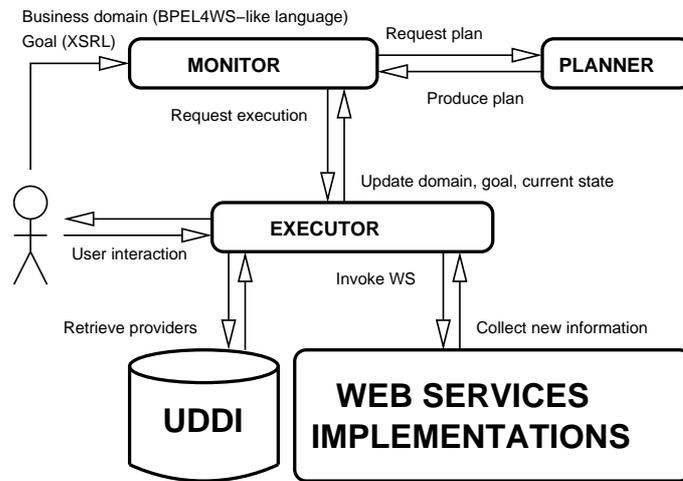 Business domain (BPEL4WS−like language)
Goal (XSRL)
Request plan
MONITOR
PLANNER
Produce plan
Request execution
Update domain, goal, current state
EXECUTOR
User interaction
Invoke WS
Retrieve providers
Collect new information
UDDI
WEB SERVICES
IMPLEMENTATIONS